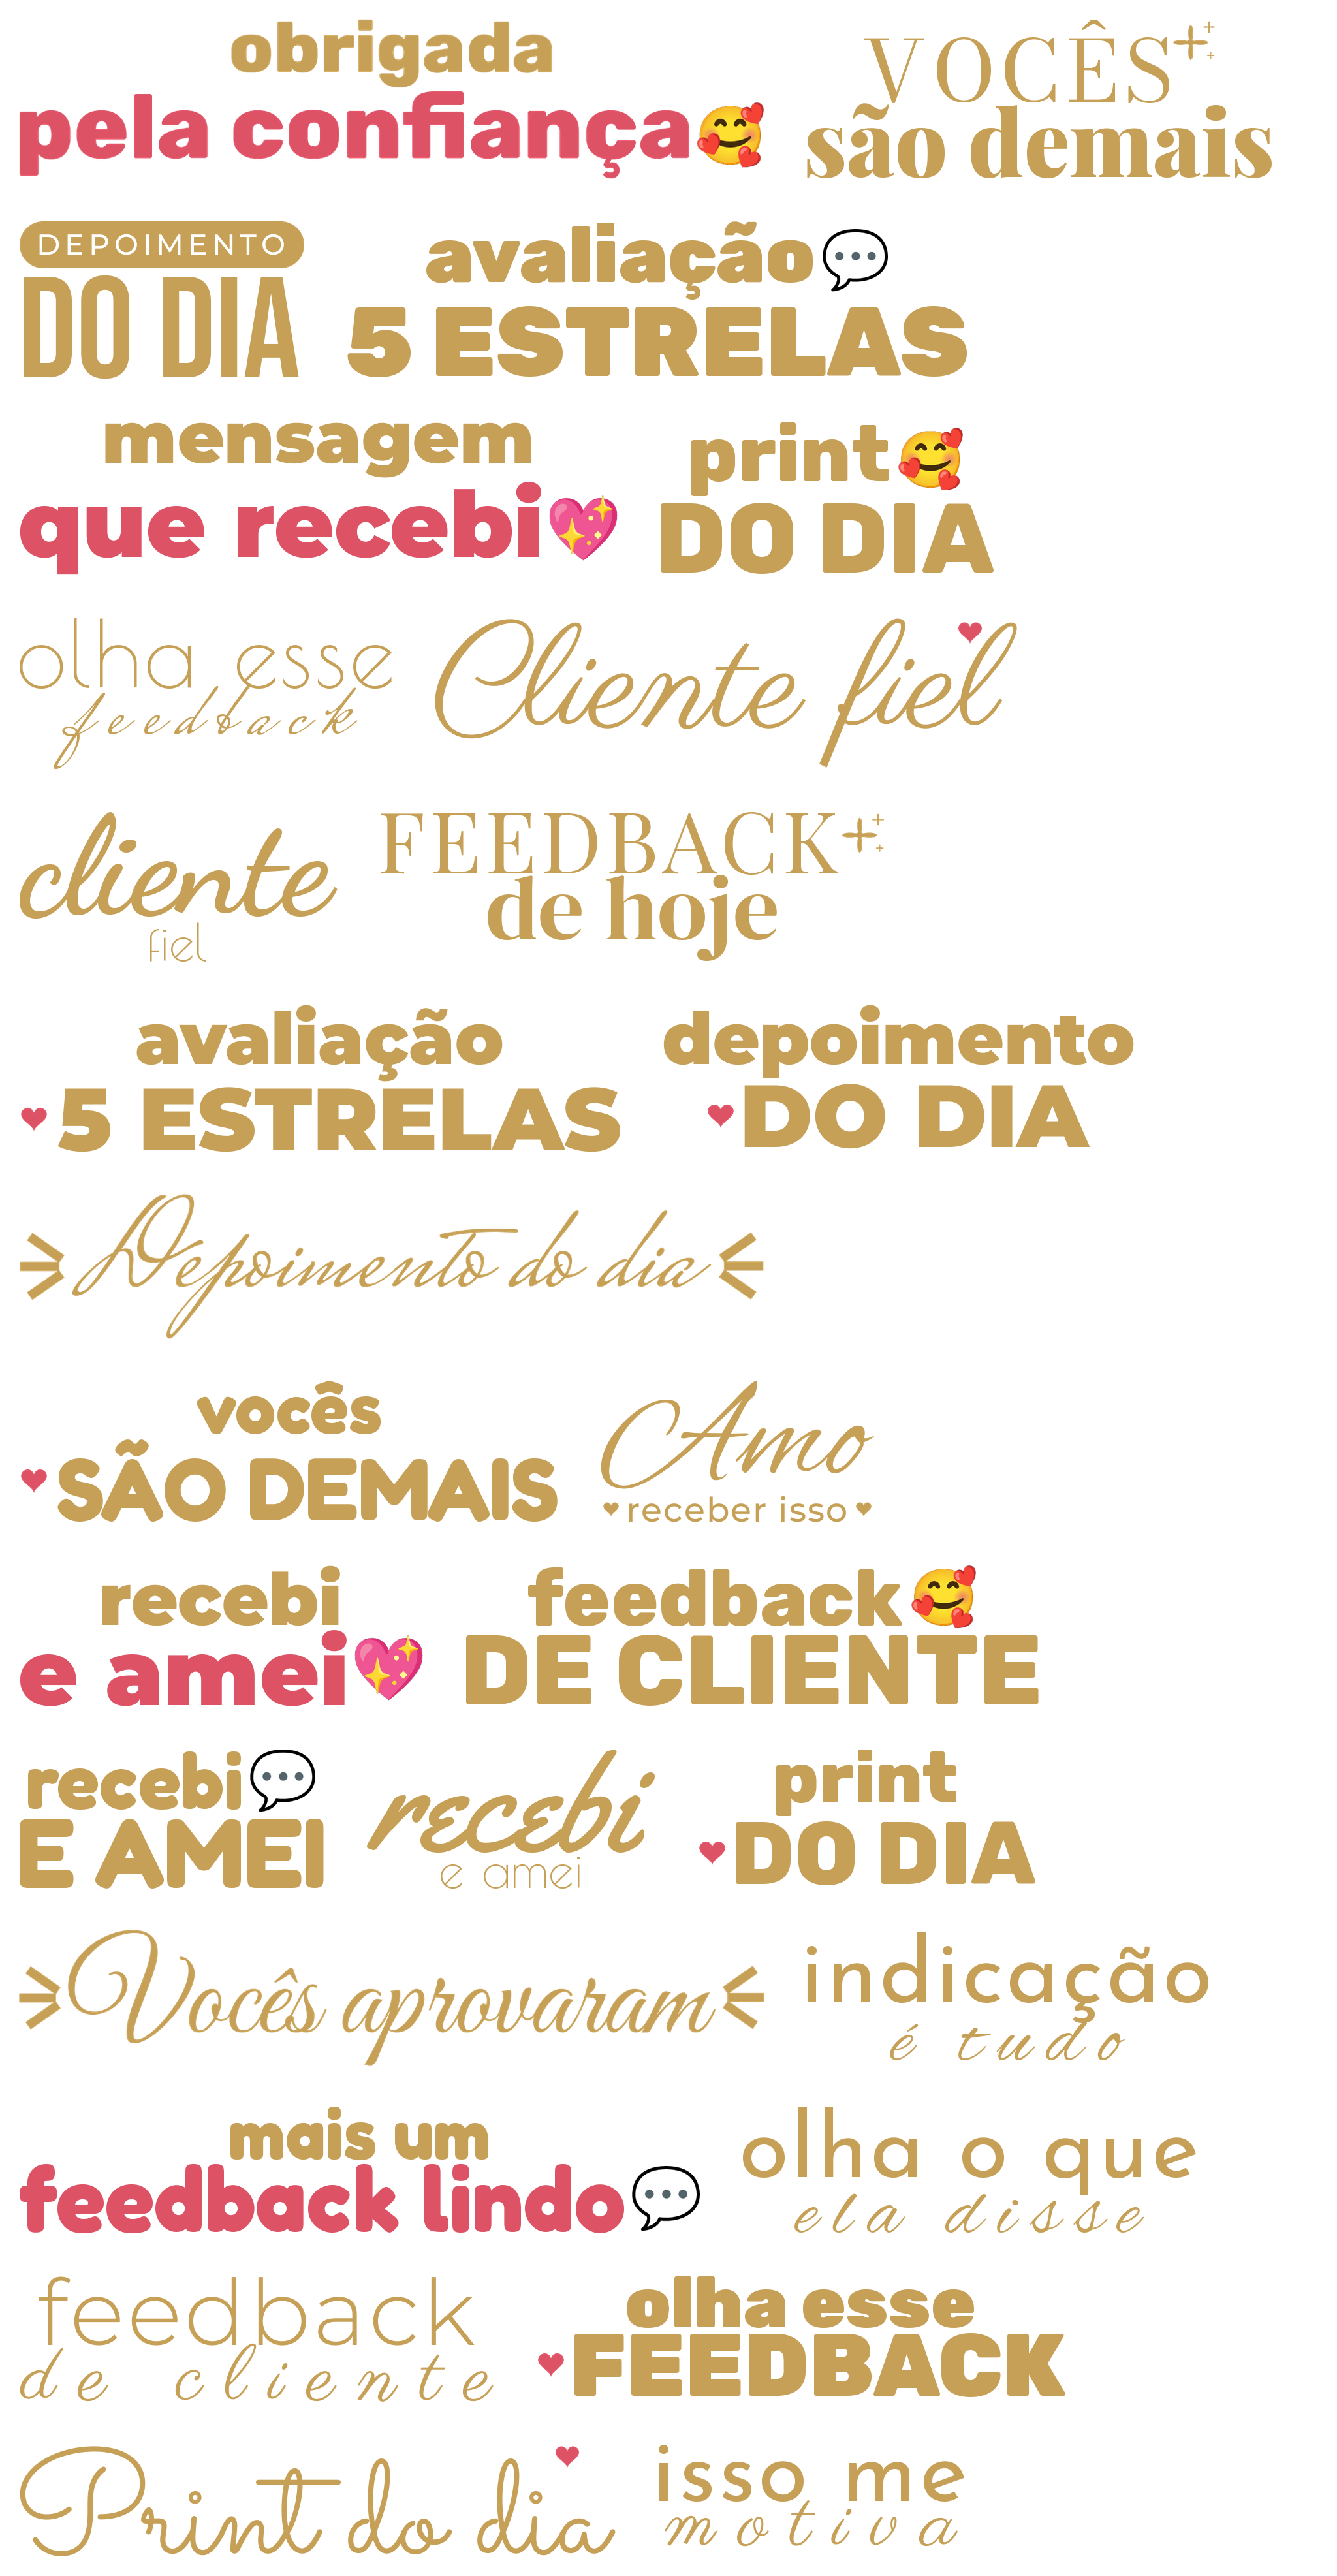 obrigada
pela confiança🥰
VOCÊS
são demais
DEPOIMENTO
DO DIA
avaliação💬
5 ESTRELAS
mensagem
que recebi💖
print🥰
DO DIA
olha esse
feedback
Cliente fiel
cliente
fiel
FEEDBACK
de hoje
avaliação
5 ESTRELAS
depoimento
DO DIA
Depoimento do dia
vocês
SÃO DEMAIS
Amo
receber isso
recebi
e amei💖
feedback🥰
DE CLIENTE
recebi💬
E AMEI
recebi
e amei
print
DO DIA
Vocês aprovaram
indicação
é tudo
mais um
feedback lindo💬
olha o que
ela disse
feedback
de cliente
olha esse
FEEDBACK
Print do dia
isso me
motiva